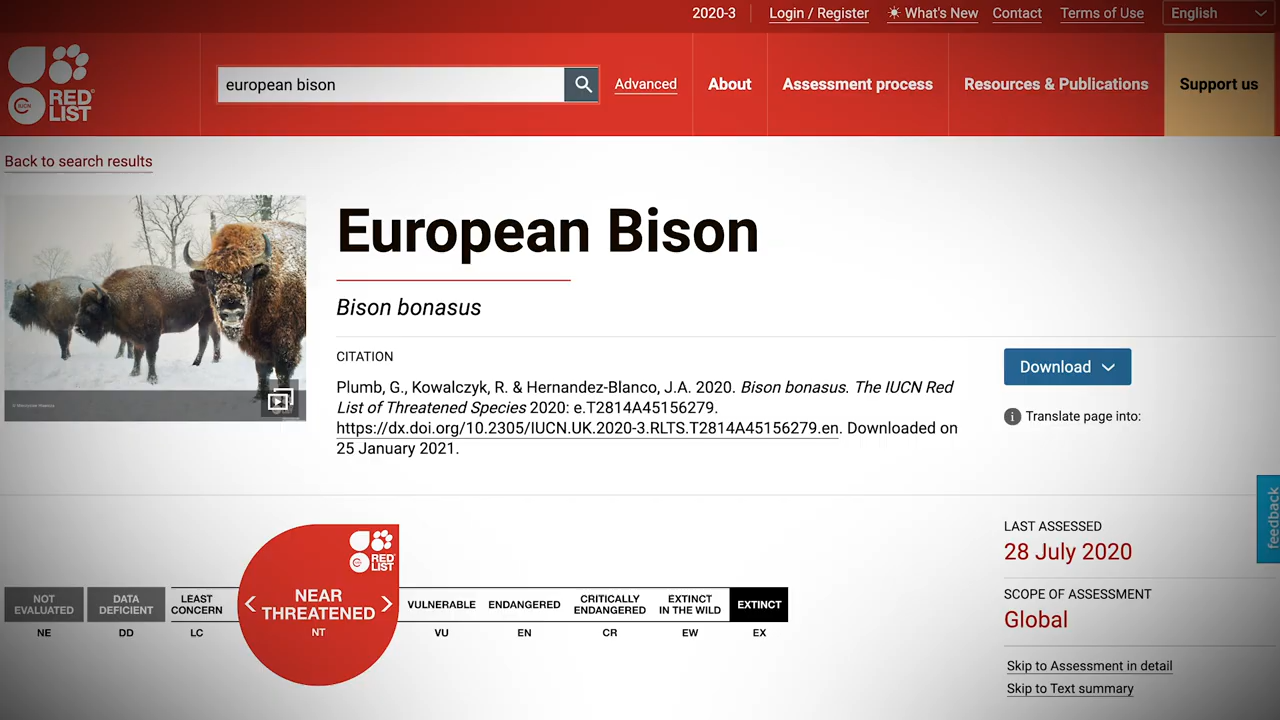 2020-3 Login / Register What's New Contact Terms of Use English
IUCN RED LIST
european bison
Advanced
About
Assessment process
Resources & Publications
Support us
Back to search results
European Bison
Bison bonasus
CITATION
Plumb, G., Kowalczyk, R. & Hernandez-Blanco, J.A. 2020. Bison bonasus. The IUCN Red
List of Threatened Species 2020: e.T2814A45156279.
https://dx.doi.org/10.2305/IUCN.UK.2020-3.RLTS.T2814A45156279.en. Downloaded on
25 January 2021.
Download
i Translate page into:
feedback
LAST ASSESSED
28 July 2020
SCOPE OF ASSESSMENT
Global
Skip to Assessment in detail
Skip to Text summary
RED LIST
NOT EVALUATED
NE
DATA DEFICIENT
DD
LEAST CONCERN
LC
< NEAR THREATENED >
NT
VULNERABLE
VU
ENDANGERED
EN
CRITICALLY ENDANGERED
CR
EXTINCT IN THE WILD
EW
EXTINCT
EX